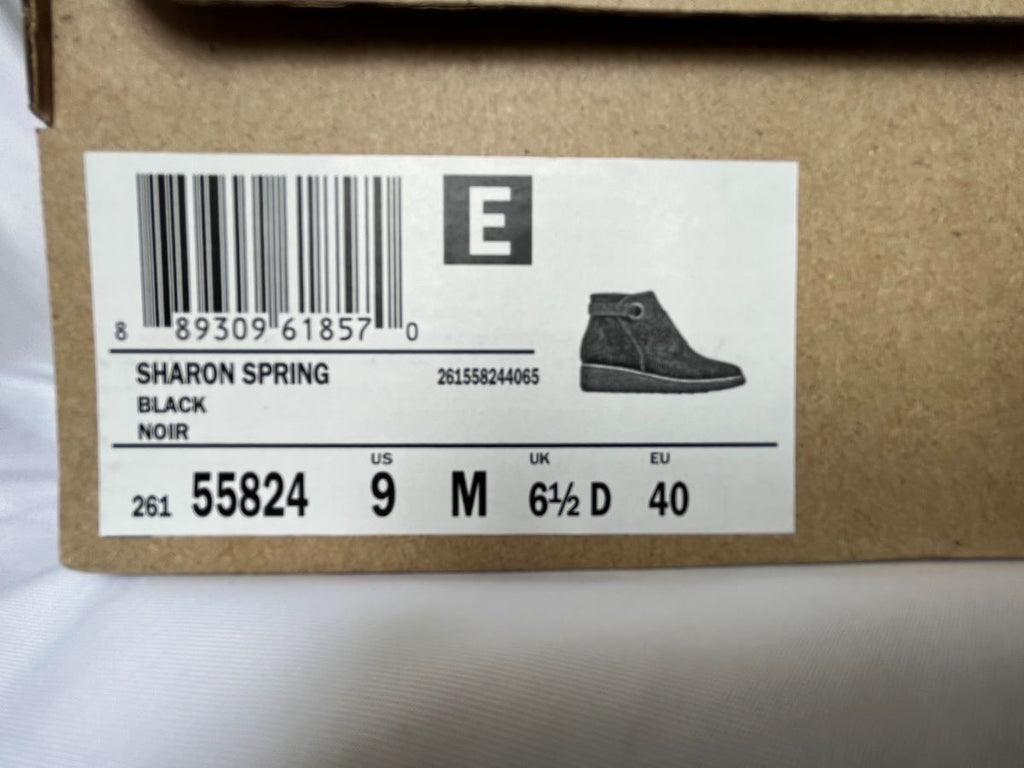 E
8 89309 61857 0
SHARON SPRING 261558244065
BLACK
NOIR
US UK EU
261 55824 9 M 6½ D 40